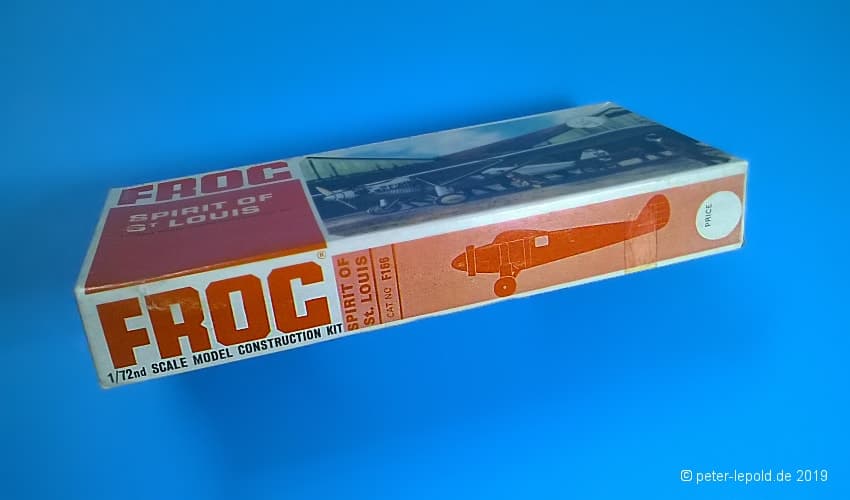 FROG
SPIRIT OF
ST LOUIS
FROG®
1/72nd SCALE MODEL CONSTRUCTION KIT
SPIRIT OF
St. LOUIS
CAT. NO F166
PRICE
© peter-lepold.de 2019